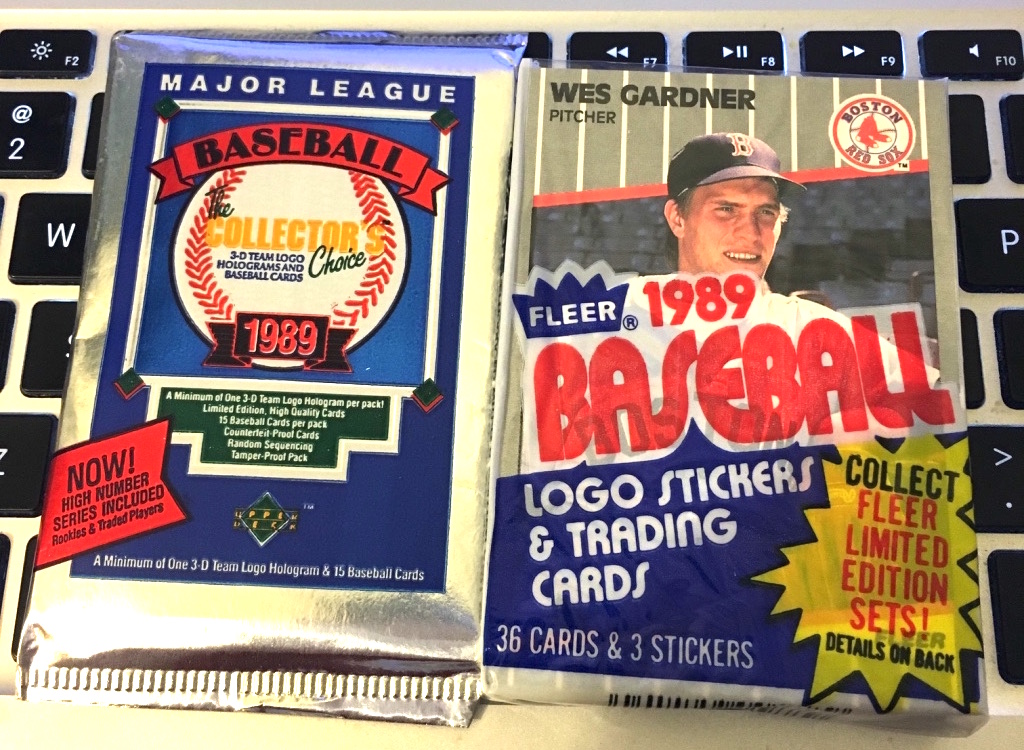 F2
F7
F8
F9
F10
@
2
W
P
>
.
MAJOR LEAGUE
BASEBALL
The
COLLECTOR'S
Choice
3-D TEAM LOGO
HOLOGRAMS AND
BASEBALL CARDS
1989
A Minimum of One 3-D Team Logo Hologram per pack!
Limited Edition, High Quality Cards
15 Baseball Cards per pack
Counterfeit-Proof Cards
Random Sequencing
Tamper-Proof Pack
NOW!
HIGH NUMBER
SERIES INCLUDED
Rookies & Traded Players
UPPER
DECK
™
A Minimum of One 3-D Team Logo Hologram & 15 Baseball Cards
WES GARDNER
PITCHER
BOSTON
RED SOX
™
FLEER® 1989
BASEBALL
LOGO STICKERS
& TRADING
CARDS
36 CARDS & 3 STICKERS
COLLECT
FLEER
LIMITED
EDITION
SETS!
DETAILS ON BACK